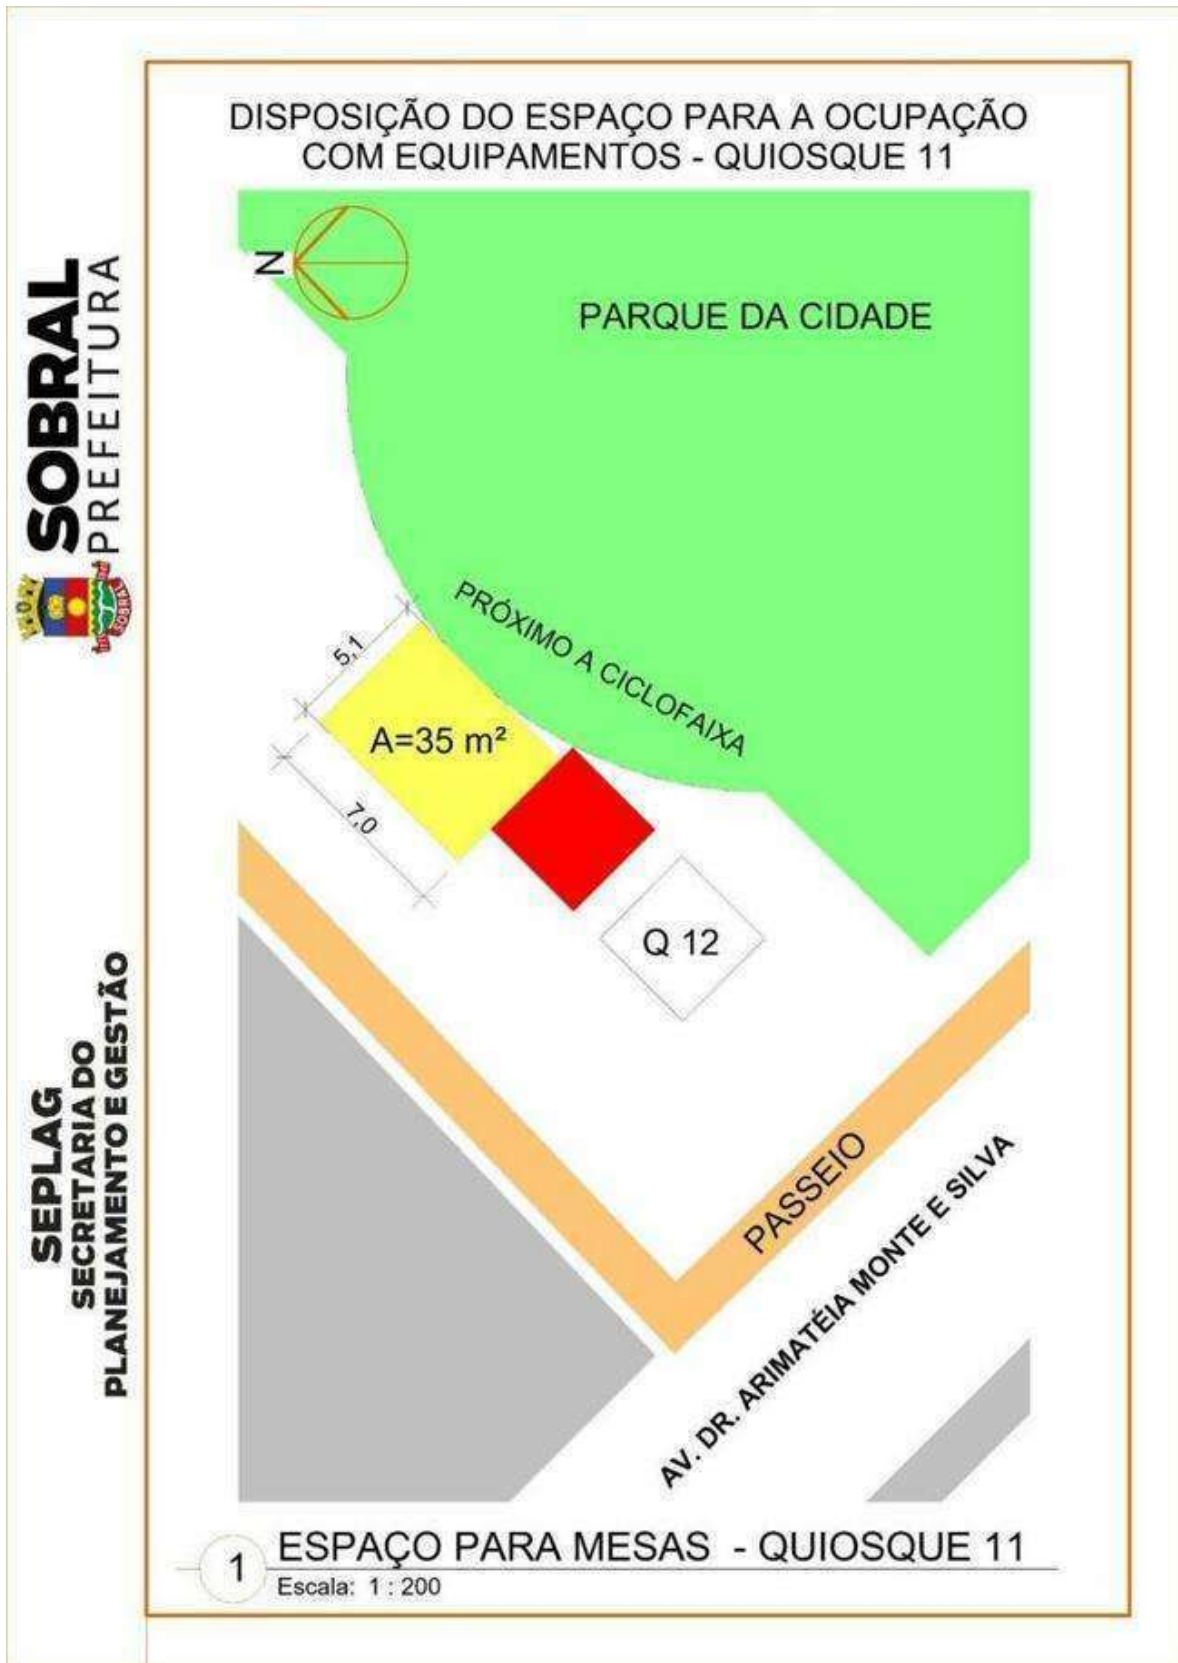 DISPOSIÇÃO DO ESPAÇO PARA A OCUPAÇÃO
COM EQUIPAMENTOS - QUIOSQUE 11
N
PARQUE DA CIDADE
PRÓXIMO A CICLOFAIXA
5,1
A=35 m²
7,0
Q 12
PASSEIO
AV. DR. ARIMATÉIA MONTE E SILVA
1
ESPAÇO PARA MESAS - QUIOSQUE 11
Escala: 1 : 200
SOBRAL
PREFEITURA
SOBRAL
SEPLAG
SECRETARIA DO
PLANEJAMENTO E GESTÃO